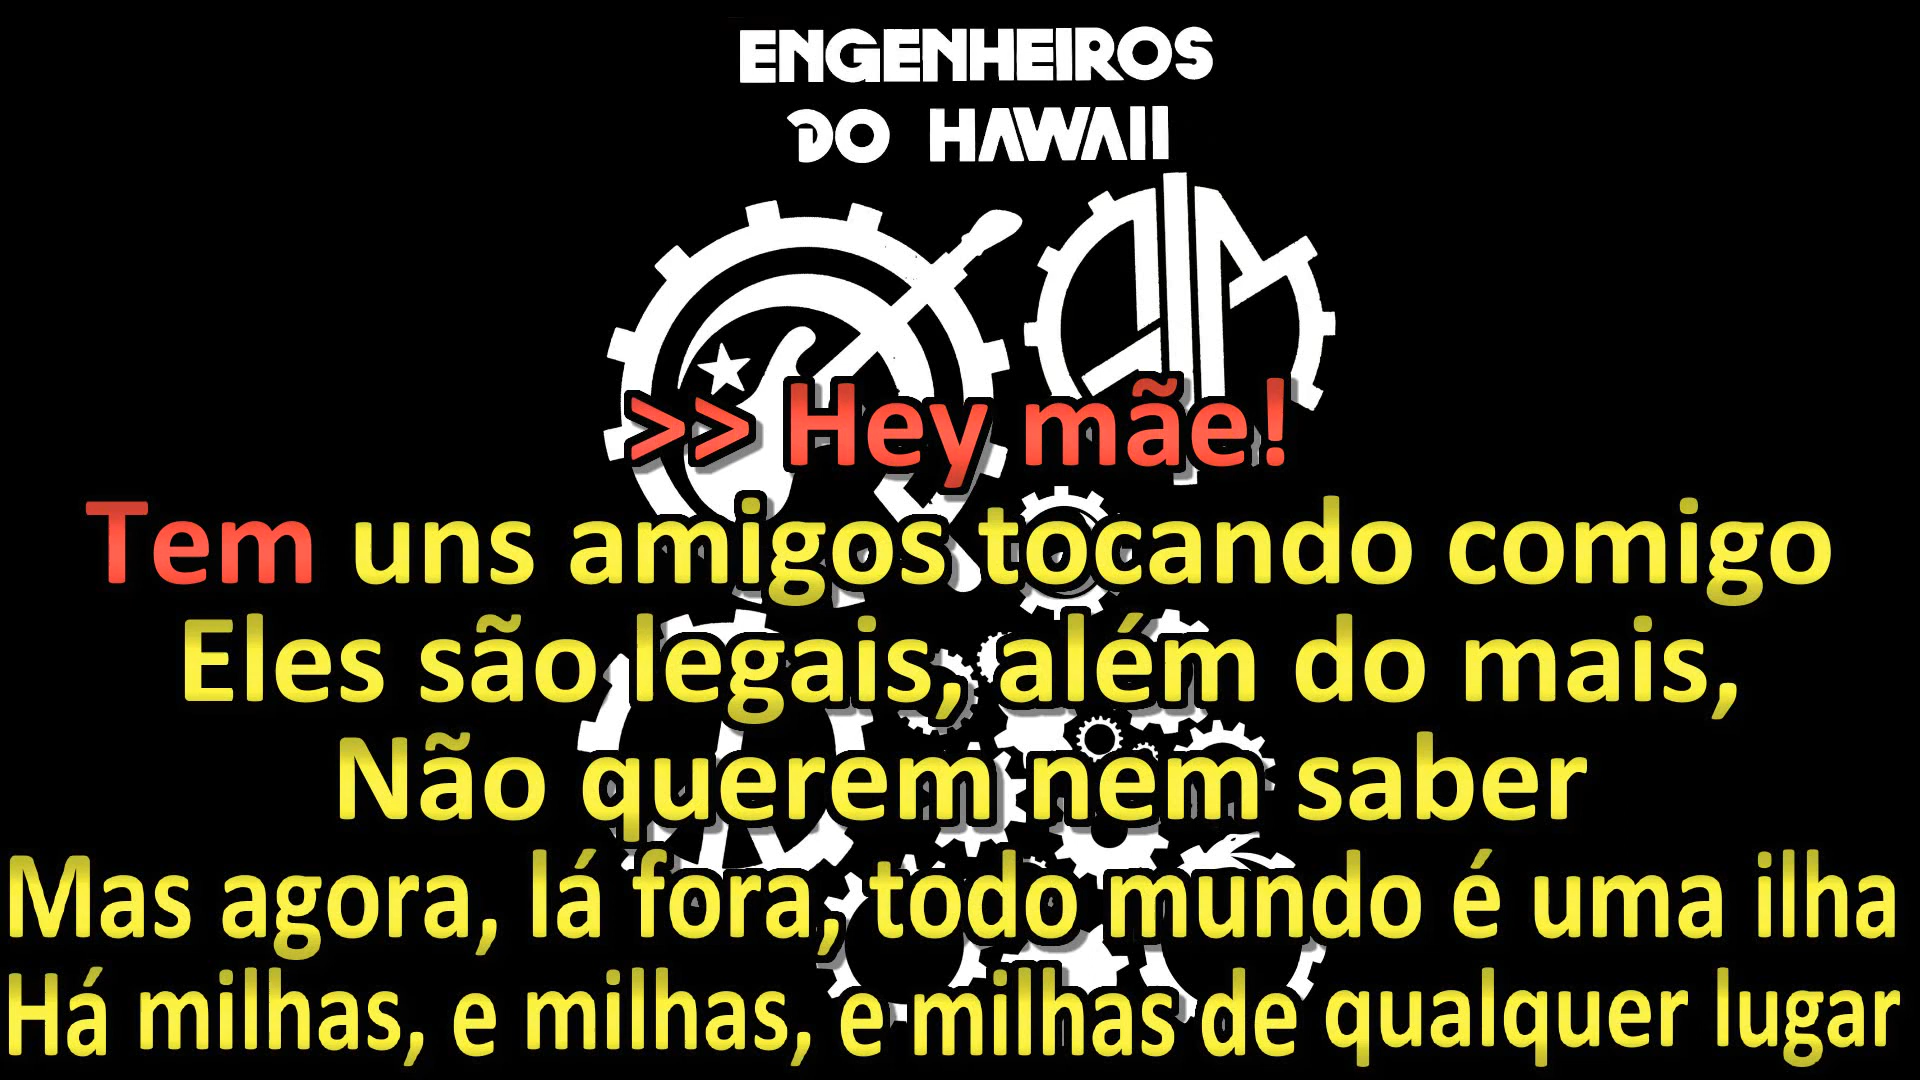 ENGENHEIROS
DO HAWAII
>> Hey mãe!
Tem uns amigos tocando comigo
Eles são legais, além do mais,
Não querem nem saber
Mas agora, lá fora, todo mundo é uma ilha
Há milhas, e milhas, e milhas de qualquer lugar